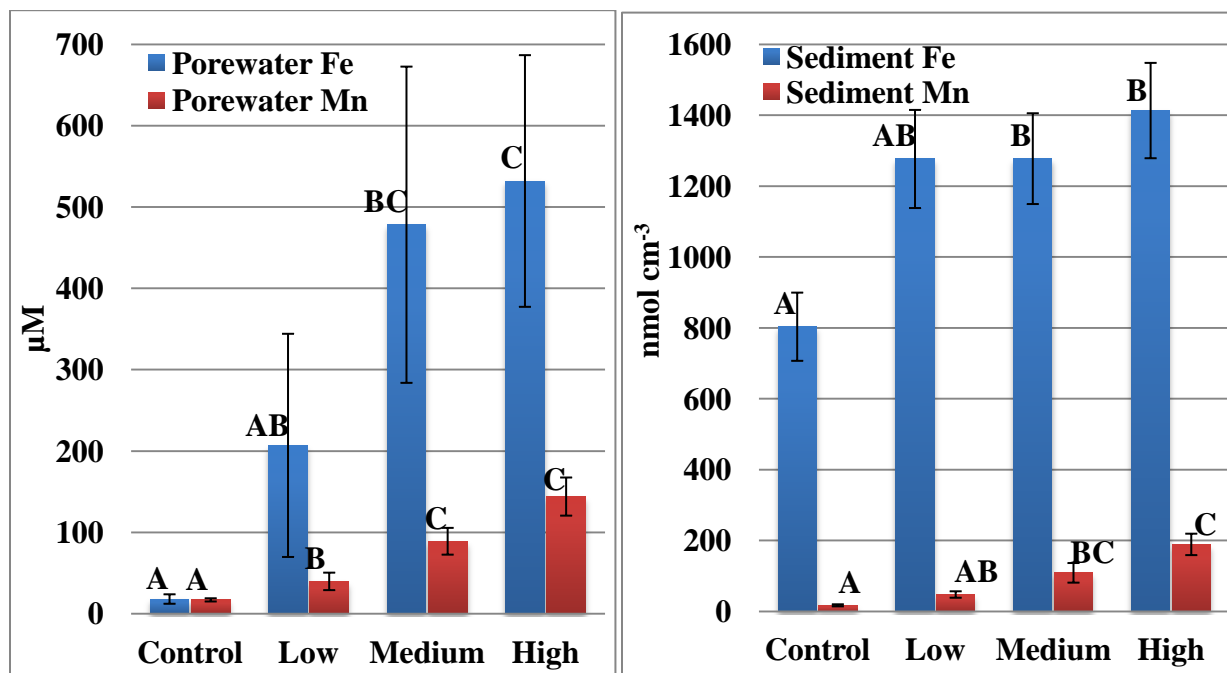 700
600
500
400
300
200
100
0
µM
Porewater Fe
Porewater Mn
A A
AB B
BC C
C C
Control Low Medium High
1600
1400
1200
1000
800
600
400
200
0
nmol cm-3
Sediment Fe
Sediment Mn
A A
AB AB
B BC
B C
Control Low Medium High